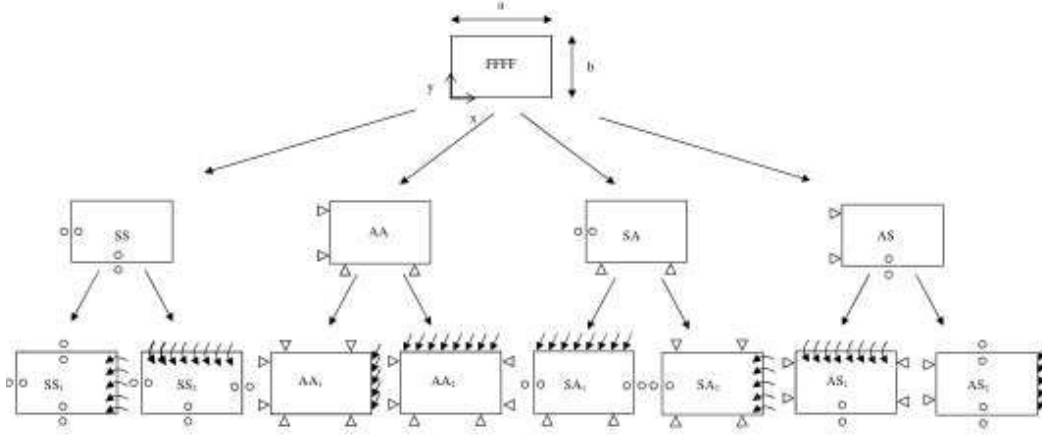 a
FFFF
b
y
x
SS
AA
SA
AS
SS₁
SS₂
AA₁
AA₂
SA₁
SA₂
AS₁
AS₂